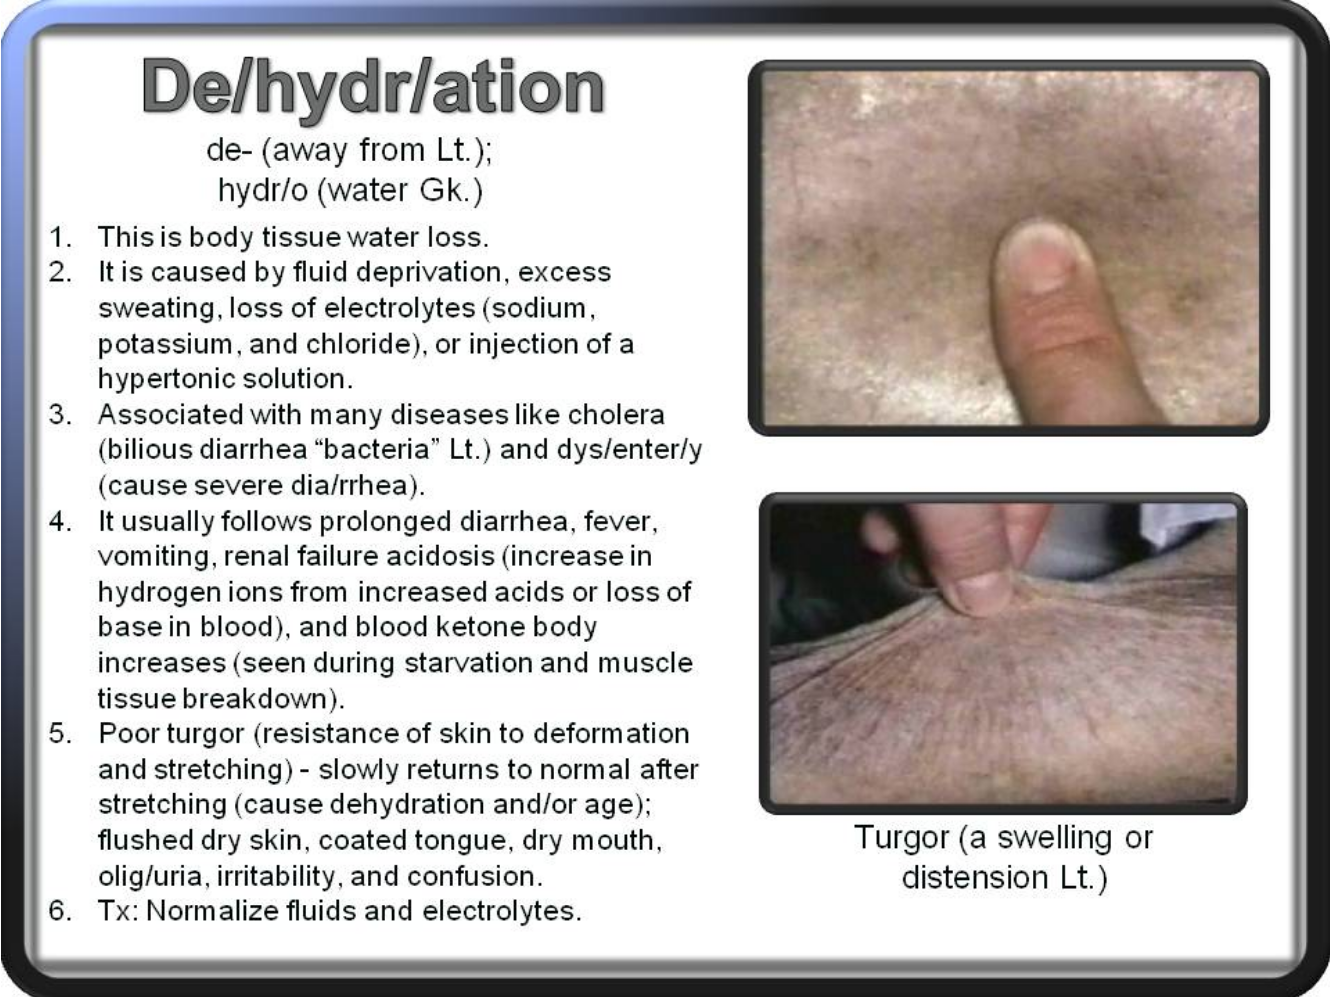 De/hydr/ation
de- (away from Lt.);
hydr/o (water Gk.)
1. This is body tissue water loss.
2. It is caused by fluid deprivation, excess
sweating, loss of electrolytes (sodium,
potassium, and chloride), or injection of a
hypertonic solution.
3. Associated with many diseases like cholera
(bilious diarrhea “bacteria” Lt.) and dys/enter/y
(cause severe dia/rrhea).
4. It usually follows prolonged diarrhea, fever,
vomiting, renal failure acidosis (increase in
hydrogen ions from increased acids or loss of
base in blood), and blood ketone body
increases (seen during starvation and muscle
tissue breakdown).
5. Poor turgor (resistance of skin to deformation
and stretching) - slowly returns to normal after
stretching (cause dehydration and/or age);
flushed dry skin, coated tongue, dry mouth,
olig/uria, irritability, and confusion.
6. Tx: Normalize fluids and electrolytes.
Turgor (a swelling or
distension Lt.)